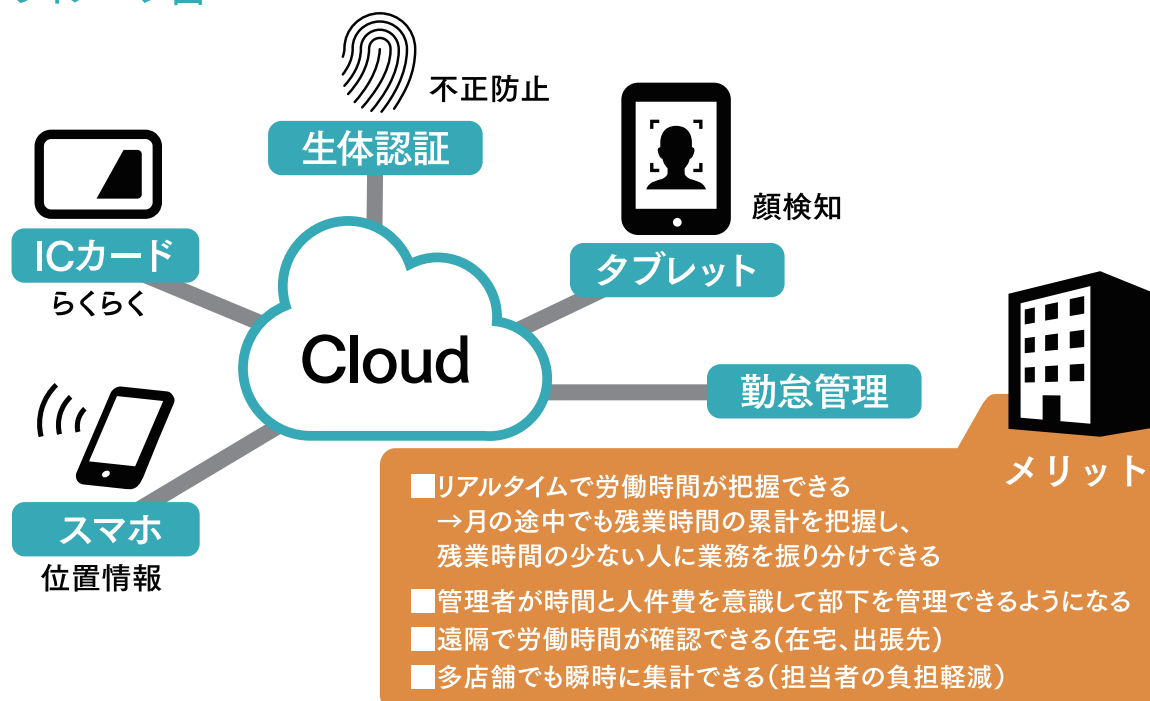 不正防止
生体認証
顔検知
ICカード
らくらく
タブレット
Cloud
勤怠管理
スマホ
位置情報
メリット
■リアルタイムで労働時間が把握できる
→月の途中でも残業時間の累計を把握し、
残業時間の少ない人に業務を振り分けできる
■管理者が時間と人件費を意識して部下を管理できるようになる
■遠隔で労働時間が確認できる(在宅、出張先)
■多店舗でも瞬時に集計できる(担当者の負担軽減)